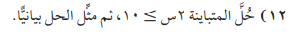 ١٢) حُلَّ المتباينة ٢س ≥ ١٠، ثم مثِّل الحل بيانيًّا.